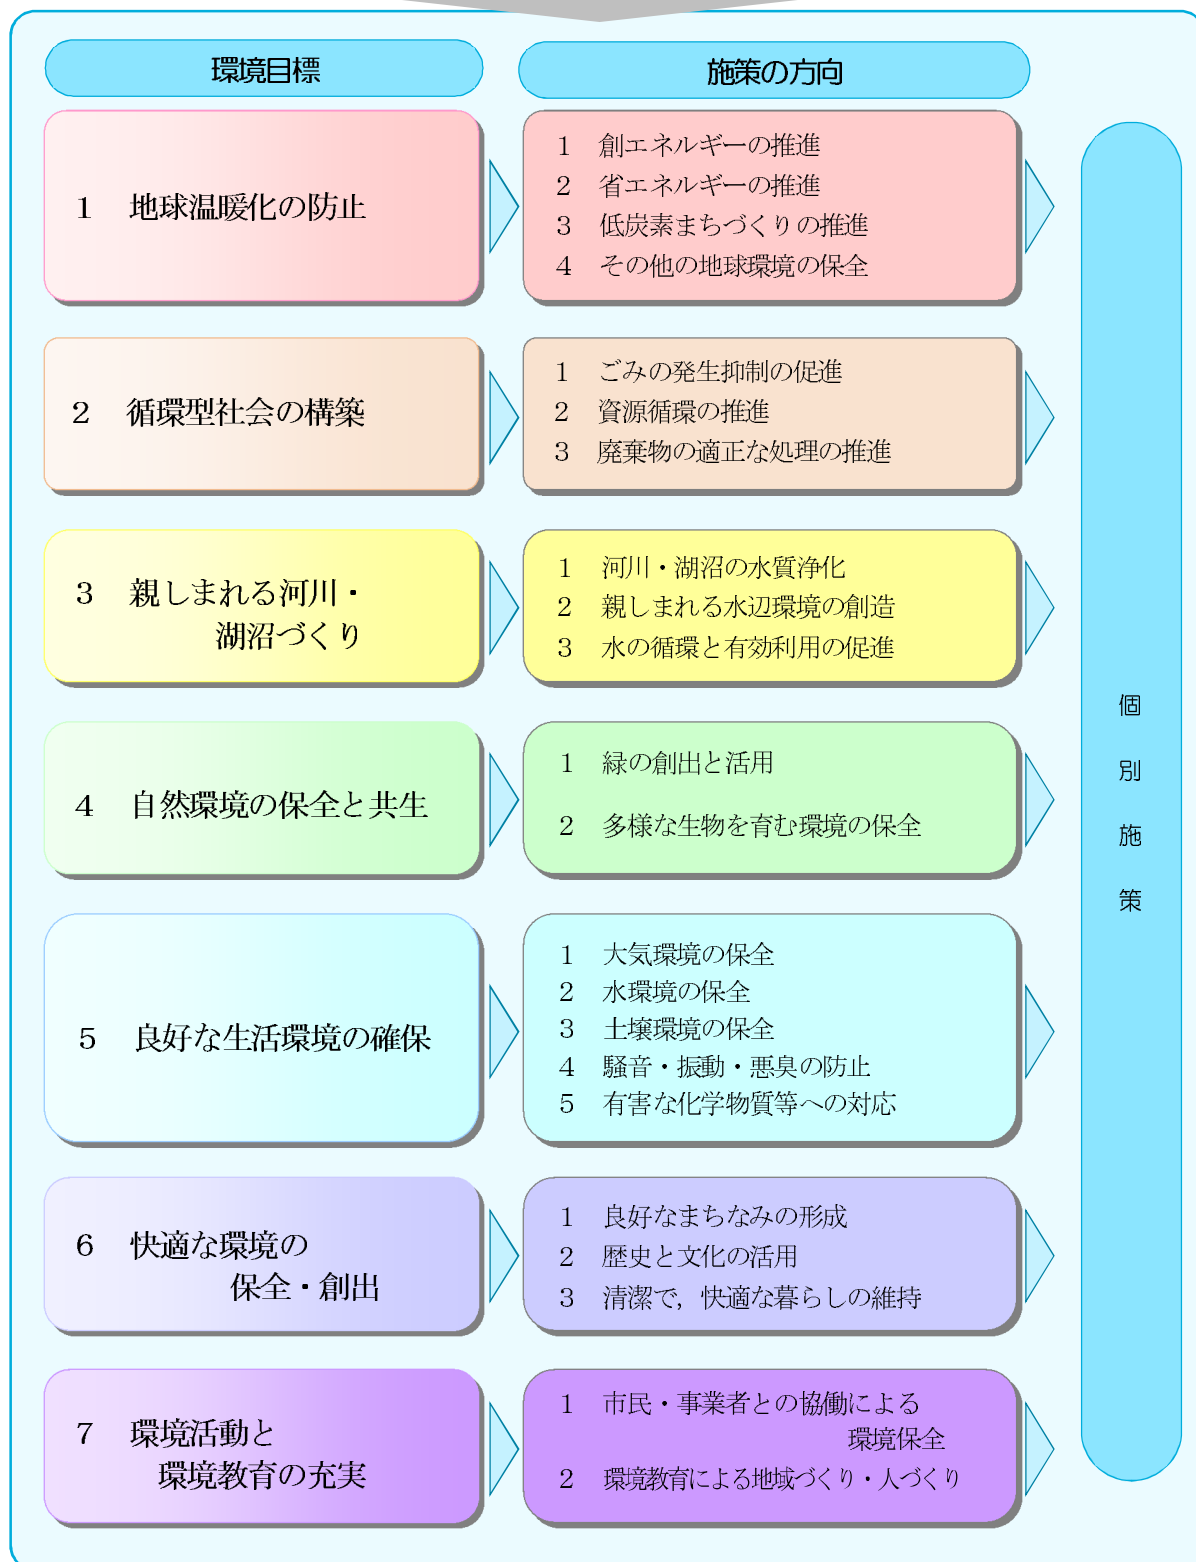 環境目標
施策の方向
1 地球温暖化の防止
1 創エネルギーの推進
2 省エネルギーの推進
3 低炭素まちづくりの推進
4 その他の地球環境の保全
2 循環型社会の構築
1 ごみの発生抑制の促進
2 資源循環の推進
3 廃棄物の適正な処理の推進
3 親しまれる河川・
湖沼づくり
1 河川・湖沼の水質浄化
2 親しまれる水辺環境の創造
3 水の循環と有効利用の促進
4 自然環境の保全と共生
1 緑の創出と活用
2 多様な生物を育む環境の保全
5 良好な生活環境の確保
1 大気環境の保全
2 水環境の保全
3 土壌環境の保全
4 騒音・振動・悪臭の防止
5 有害な化学物質等への対応
6 快適な環境の
保全・創出
1 良好なまちなみの形成
2 歴史と文化の活用
3 清潔で，快適な暮らしの維持
7 環境活動と
環境教育の充実
1 市民・事業者との協働による
環境保全
2 環境教育による地域づくり・人づくり
個別施策